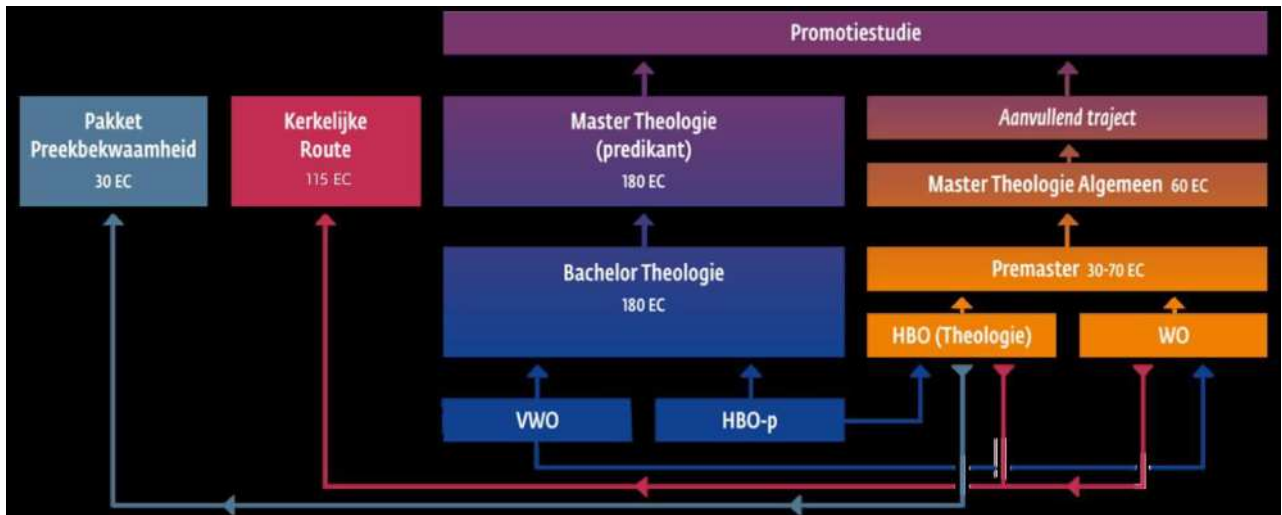 Promotiestudie
Pakket
Preekbekwaamheid
30 EC
Kerkelijke
Route
115 EC
Master Theologie
(predikant)
180 EC
Aanvullend traject
Master Theologie Algemeen 60 EC
Bachelor Theologie
180 EC
Premaster 30-70 EC
HBO (Theologie)
WO
VWO
HBO-p